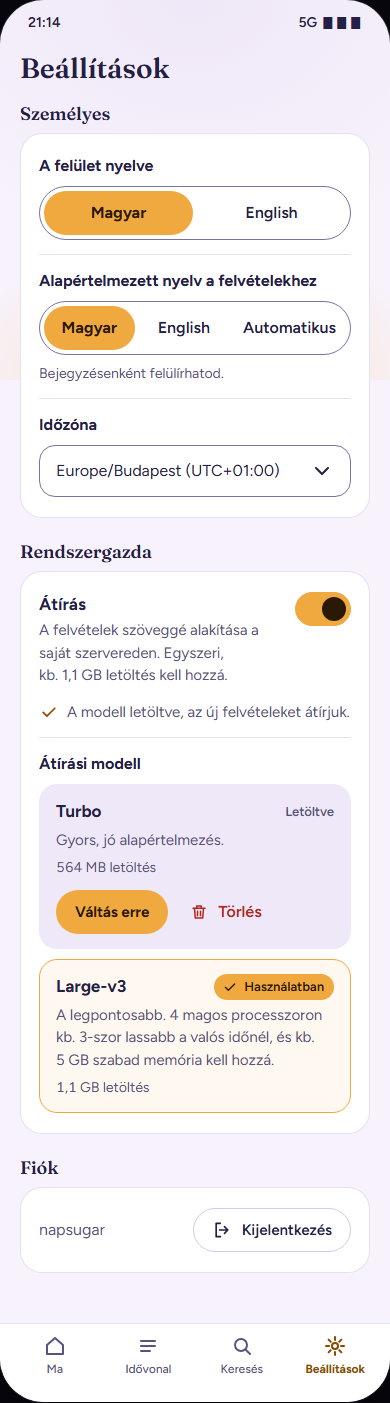 21:14
5G
Beállítások
Személyes
A felület nyelve
Magyar
English
Alapértelmezett nyelv a felvételekhez
Magyar
English
Automatikus
Bejegyzésenként felülírhatod.
Időzóna
Europe/Budapest (UTC+01:00)
Rendszergazda
Átírás
A felvételek szöveggé alakítása a
saját szervereden. Egyszeri,
kb. 1,1 GB letöltés kell hozzá.
A modell letöltve, az új felvételeket átírjuk.
Átírási modell
Turbo
Letöltve
Gyors, jó alapértelmezés.
564 MB letöltés
Váltás erre
Törlés
Large-v3
Használatban
A legpontosabb. 4 magos processzoron
kb. 3-szor lassabb a valós időnél, és kb.
5 GB szabad memória kell hozzá.
1,1 GB letöltés
Fiók
napsugar
Kijelentkezés
Ma
Idővonal
Keresés
Beállítások